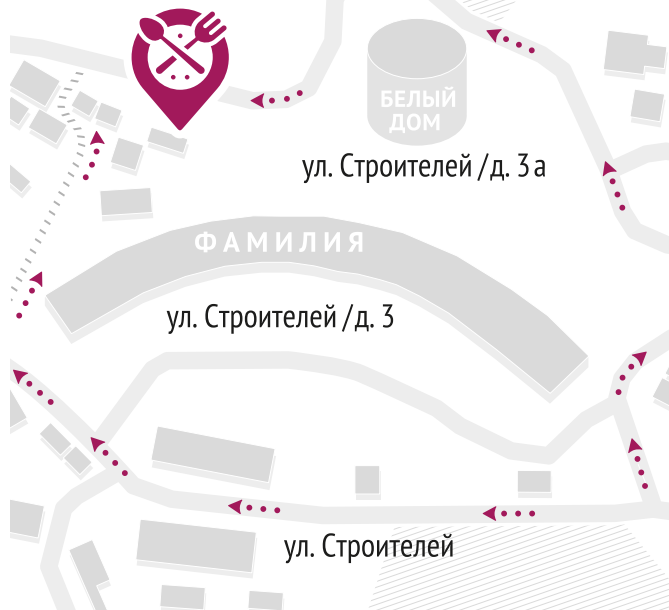 БЕЛЫЙ
ДОМ
ул. Строителей / д. 3 а
ФАМИЛИЯ
ул. Строителей / д. 3
ул. Строителей